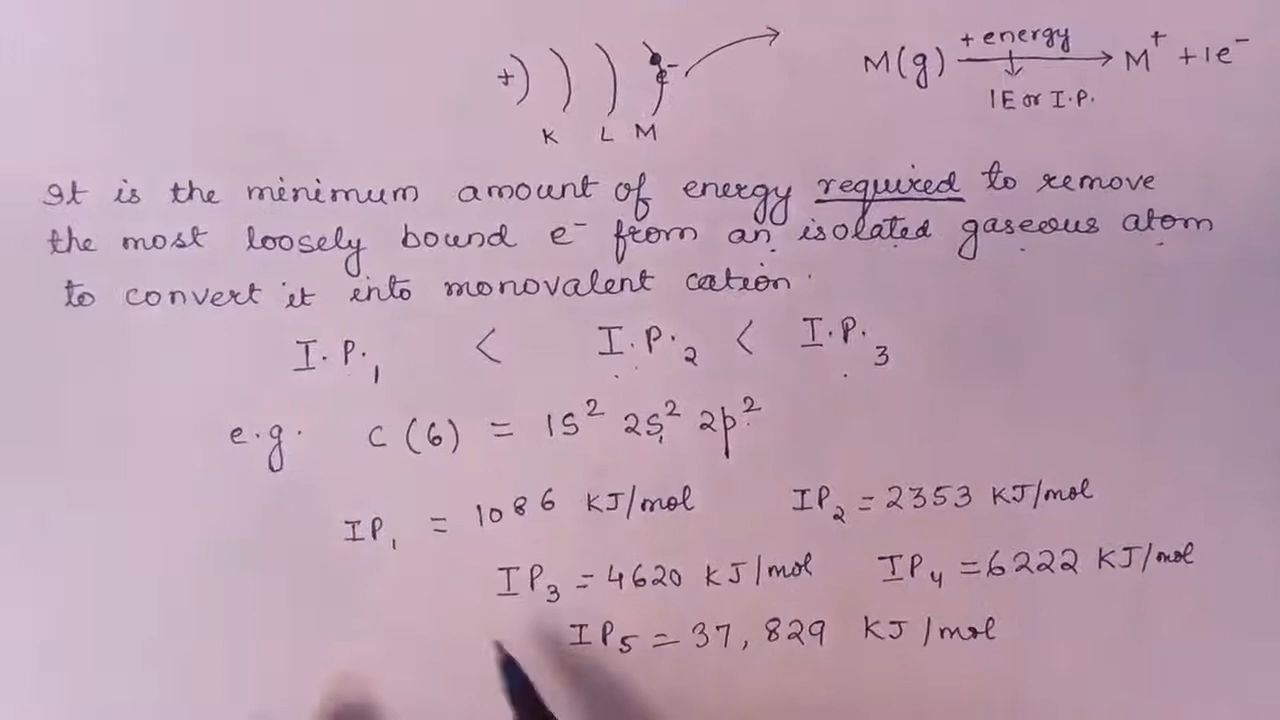 +) K L M e⁻
M(g) + energy → M⁺ + 1e⁻
↓
IE or I.P.
It is the minimum amount of energy required to remove
the most loosely bound e⁻ from an isolated gaseous atom
to convert it into monovalent cation.
I.P.₁ < I.P.₂ < I.P.₃
e.g. C (6) = 1S² 2S² 2p²
IP₁ = 1086 KJ/mol IP₂ = 2353 KJ/mol
IP₃ = 4620 KJ/mol IP₄ = 6222 KJ/mol
IP₅ = 37,829 KJ/mol